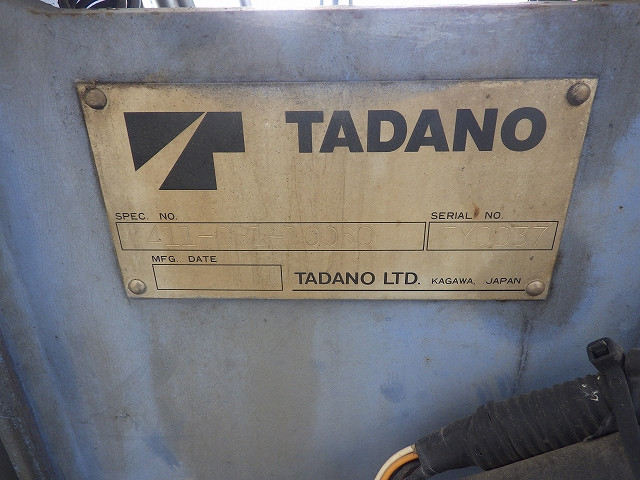 TADANO
SPEC. NO.
SERIAL NO.
MFG. DATE
TADANO LTD. KAGAWA, JAPAN